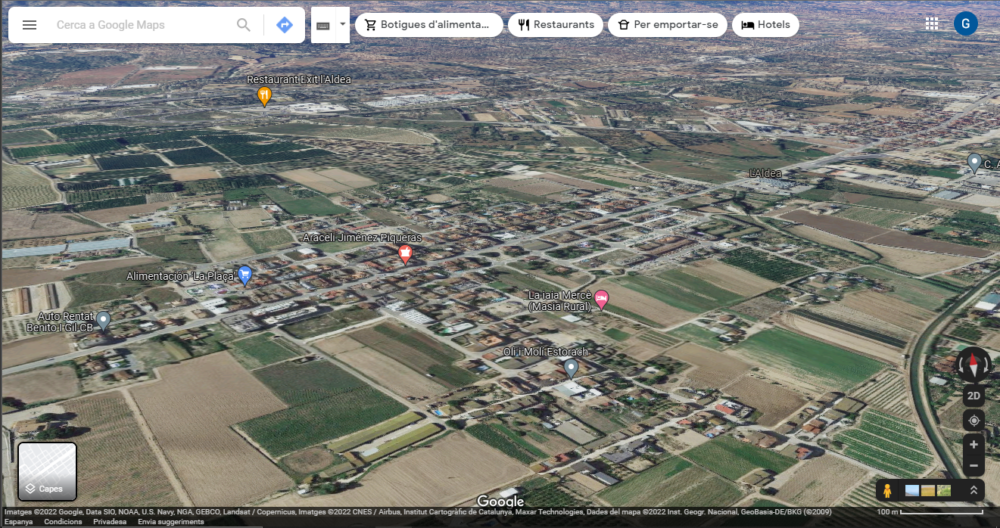 Cerca a Google Maps
Botigues d'alimenta...
Restaurants
Per emportar-se
Hotels
G
Restaurant Exit l'Aldea
C. A
L'Aldea
Araceli Jiménez Piqueras
Alimentación 'La Plaça'
La iaia Mercè
(Masia Rural)
Auto Rentat
Benito I Gil CB
Oli i Molí Estorach
2D
Capes
Google
Imatges ©2022 Google, Data SIO, NOAA, U.S. Navy, NGA, GEBCO, Landsat / Copernicus, Imatges ©2022 CNES / Airbus, Institut Cartogràfic de Catalunya, Maxar Technologies, Dades del mapa ©2022 Inst. Geogr. Nacional, GeoBasis-DE/BKG (©2009)
100 m
Espanya Condicions Privadesa Envia suggeriments